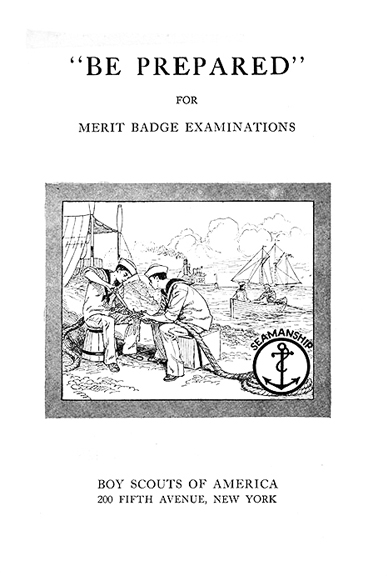 "BE PREPARED"
FOR
MERIT BADGE EXAMINATIONS
SEAMANSHIP
BOY SCOUTS OF AMERICA
200 FIFTH AVENUE, NEW YORK